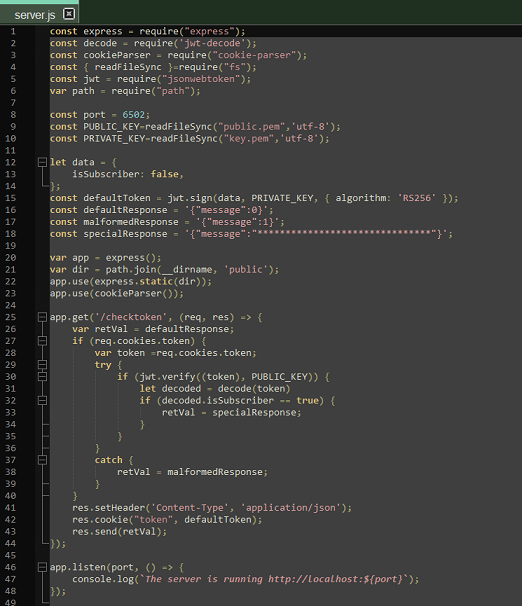 server.js
1 const express = require("express");
2 const decode = require('jwt-decode');
3 const cookieParser = require("cookie-parser");
4 const { readFileSync }=require("fs");
5 const jwt = require("jsonwebtoken");
6 var path = require("path");
7
8 const port = 6502;
9 const PUBLIC_KEY=readFileSync("public.pem",'utf-8');
10 const PRIVATE_KEY=readFileSync("key.pem",'utf-8');
11
12 let data = {
13 isSubscriber: false,
14 };
15 const defaultToken = jwt.sign(data, PRIVATE_KEY, { algorithm: 'RS256' });
16 const defaultResponse = '{"message":0}';
17 const malformedResponse = '{"message":1}';
18 const specialResponse = '{"message":"*******************************"}';
19
20 var app = express();
21 var dir = path.join(__dirname, 'public');
22 app.use(express.static(dir));
23 app.use(cookieParser());
24
25 app.get('/checktoken', (req, res) => {
26 var retVal = defaultResponse;
27 if (req.cookies.token) {
28 var token =req.cookies.token;
29 try {
30 if (jwt.verify((token), PUBLIC_KEY)) {
31 let decoded = decode(token)
32 if (decoded.isSubscriber == true) {
33 retVal = specialResponse;
34 }
35 }
36 }
37 catch {
38 retVal = malformedResponse;
39 }
40 }
41 res.setHeader('Content-Type', 'application/json');
42 res.cookie("token", defaultToken);
43 res.send(retVal);
44 });
45
46 app.listen(port, () => {
47 console.log(`The server is running http://localhost:${port}`);
48 });
49